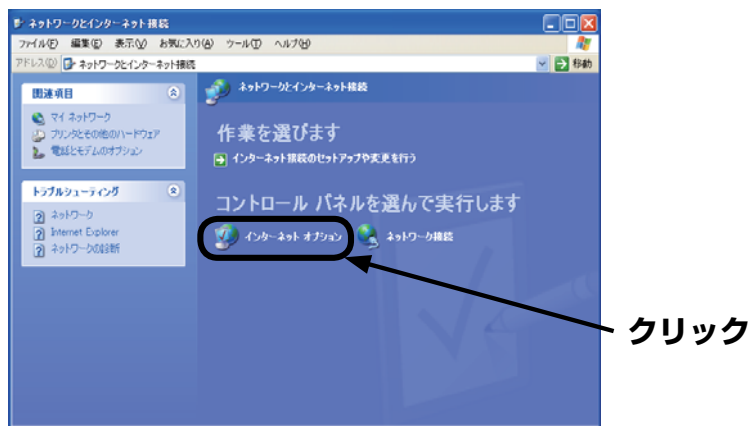 ネットワークとインターネット接続
ファイル(F) 編集(E) 表示(V) お気に入り(A) ツール(T) ヘルプ(H)
アドレス(D) ネットワークとインターネット接続 移動
関連項目
マイ ネットワーク
プリンタとその他のハードウェア
電話とモデムのオプション
トラブルシューティング
ネットワーク
Internet Explorer
ネットワークの診断
ネットワークとインターネット接続
作業を選びます
インターネット接続のセットアップや変更を行う
コントロール パネルを選んで実行します
インターネット オプション ネットワーク接続
クリック